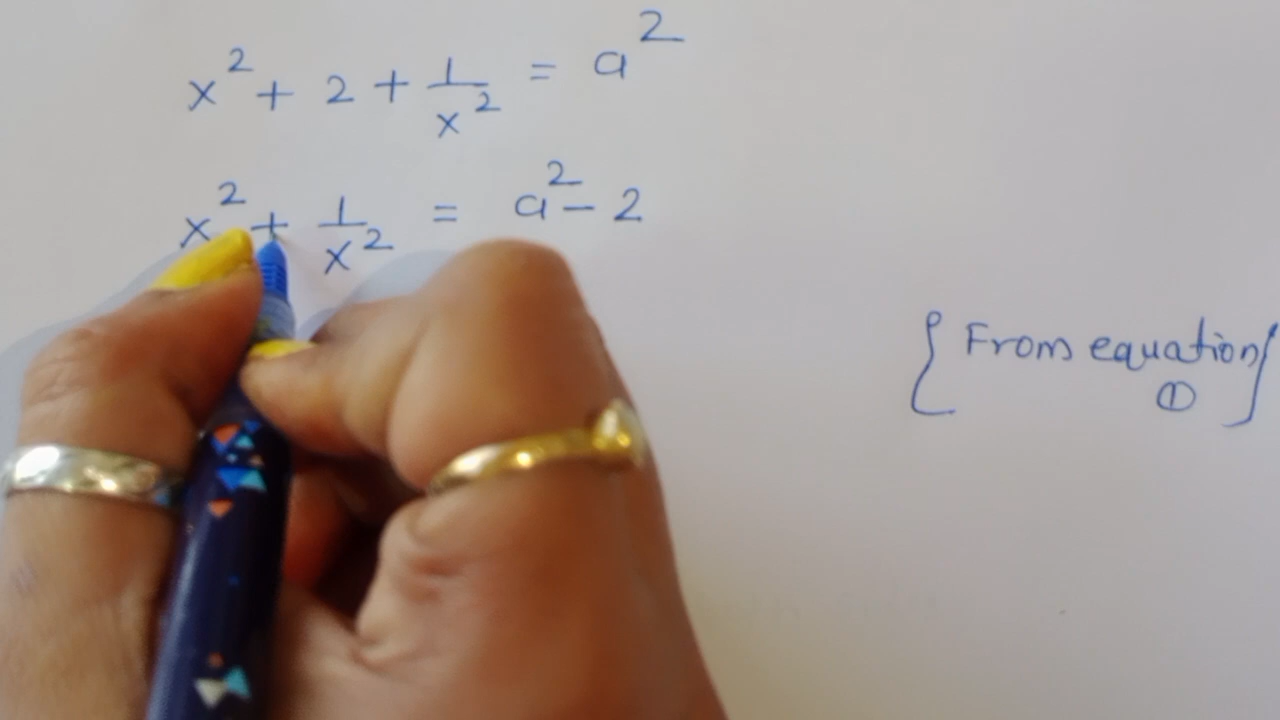 x² + 2 + 1/x² = a²
x² + 1/x² = a² - 2
{ From equation }
①